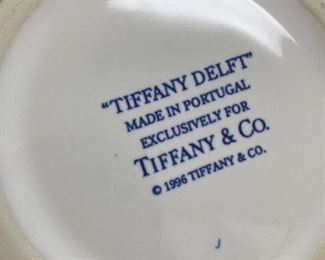 "TIFFANY DELFT"
MADE IN PORTUGAL
EXCLUSIVELY FOR
TIFFANY & CO.
© 1996 TIFFANY & CO.
J